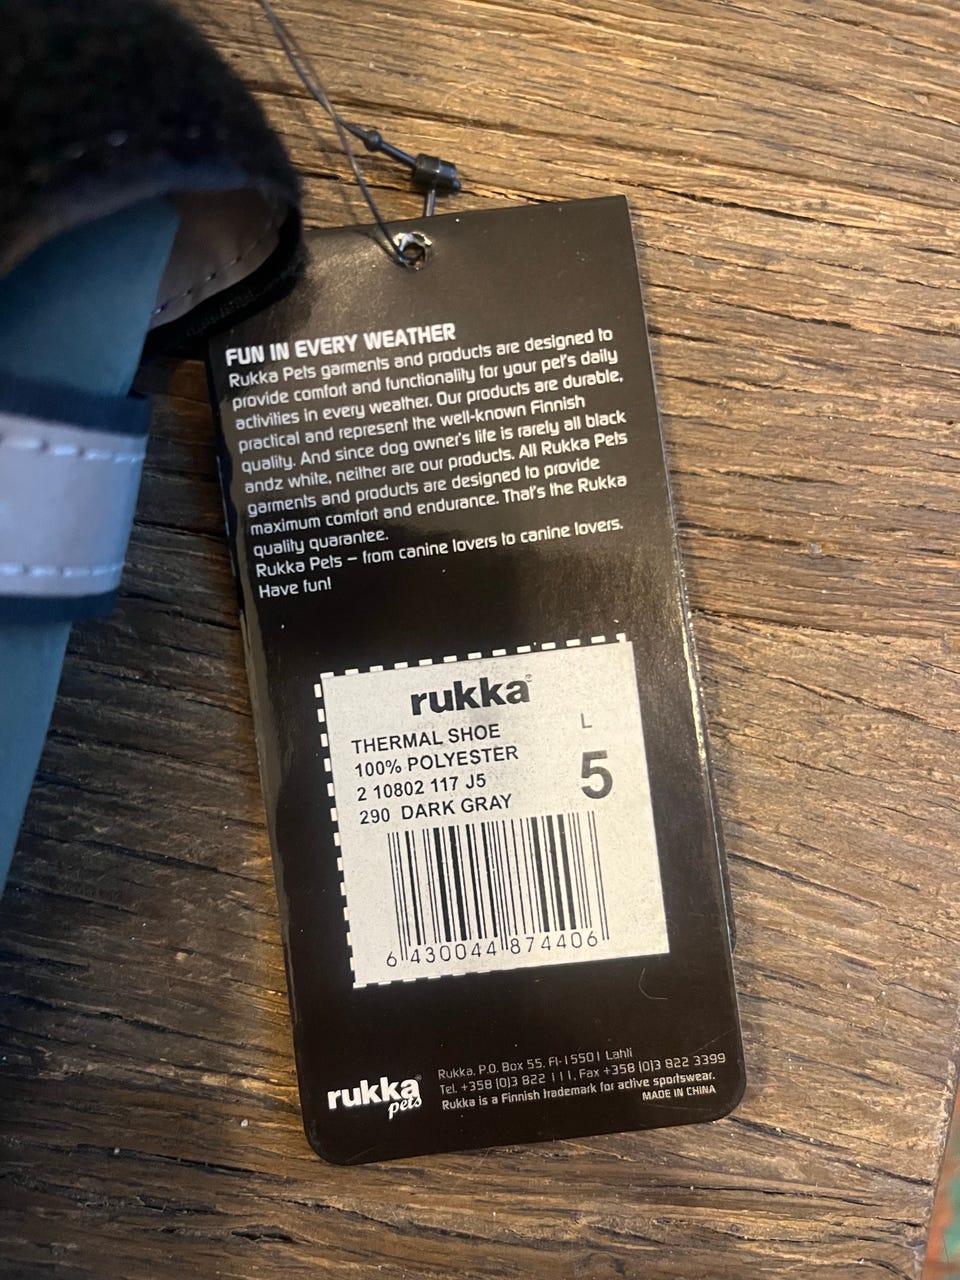 FUN IN EVERY WEATHER
Rukka Pets garments and products are designed to
provide comfort and functionality for your pet's daily
activities in every weather. Our products are durable,
practical and represent the well-known Finnish
quality. And since dog owner's life is rarely all black
andz white, neither are our products. All Rukka Pets
garments and products are designed to provide
maximum comfort and endurance. That's the Rukka
quality quarantee.
Rukka Pets – from canine lovers to canine lovers.
Have fun!
rukka®
THERMAL SHOE
100% POLYESTER
2 10802 117 J5
290 DARK GRAY
L
5
6 430044 874406
rukka®
pets
Rukka. P.O. Box 55. FI-15501 Lahti
Tel. +358 (0)3 822 111. Fax +358 (0)3 822 3399
Rukka is a Finnish trademark for active sportswear.
MADE IN CHINA